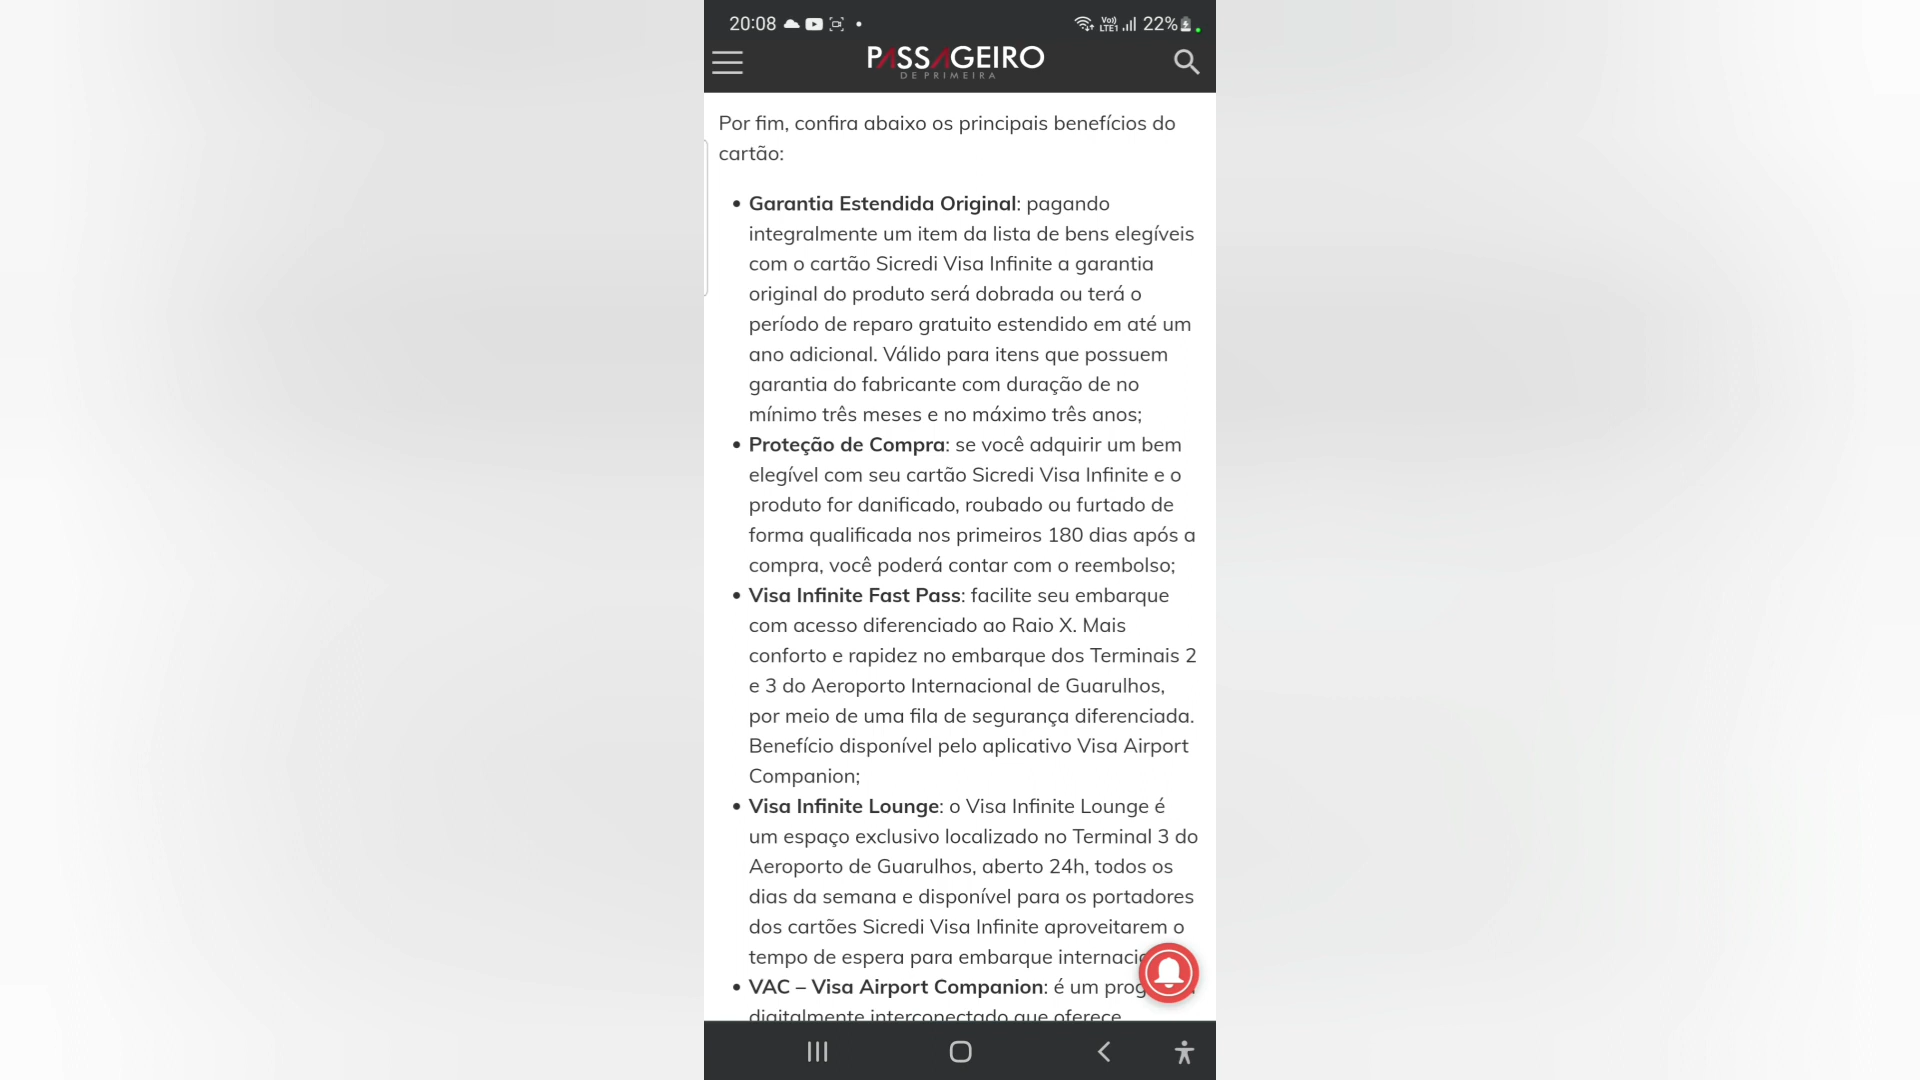 20:08
Vo)) LTE1 22%
PASSAGEIRO
DE PRIMEIRA
Por fim, confira abaixo os principais benefícios do
cartão:
• Garantia Estendida Original: pagando
integralmente um item da lista de bens elegíveis
com o cartão Sicredi Visa Infinite a garantia
original do produto será dobrada ou terá o
período de reparo gratuito estendido em até um
ano adicional. Válido para itens que possuem
garantia do fabricante com duração de no
mínimo três meses e no máximo três anos;
• Proteção de Compra: se você adquirir um bem
elegível com seu cartão Sicredi Visa Infinite e o
produto for danificado, roubado ou furtado de
forma qualificada nos primeiros 180 dias após a
compra, você poderá contar com o reembolso;
• Visa Infinite Fast Pass: facilite seu embarque
com acesso diferenciado ao Raio X. Mais
conforto e rapidez no embarque dos Terminais 2
e 3 do Aeroporto Internacional de Guarulhos,
por meio de uma fila de segurança diferenciada.
Benefício disponível pelo aplicativo Visa Airport
Companion;
• Visa Infinite Lounge: o Visa Infinite Lounge é
um espaço exclusivo localizado no Terminal 3 do
Aeroporto de Guarulhos, aberto 24h, todos os
dias da semana e disponível para os portadores
dos cartões Sicredi Visa Infinite aproveitarem o
tempo de espera para embarque
• VAC – Visa Airport Companion: é um
digitalmente interconectado que oferece